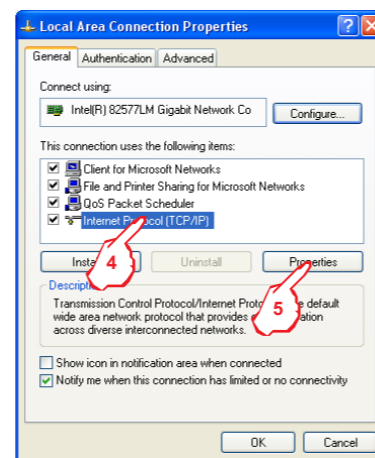 Local Area Connection Properties
General Authentication Advanced
Connect using:
Intel(R) 82577LM Gigabit Network Co
Configure...
This connection uses the following items:
Client for Microsoft Networks
File and Printer Sharing for Microsoft Networks
QoS Packet Scheduler
Internet Protocol (TCP/IP)
4
Uninstall
Properties
5
Description
Transmission Control Protocol/Internet default
wide area network protocol that provides
across diverse interconnected networks.
Show icon in notification area when connected
Notify me when this connection has limited or no connectivity
OK Cancel